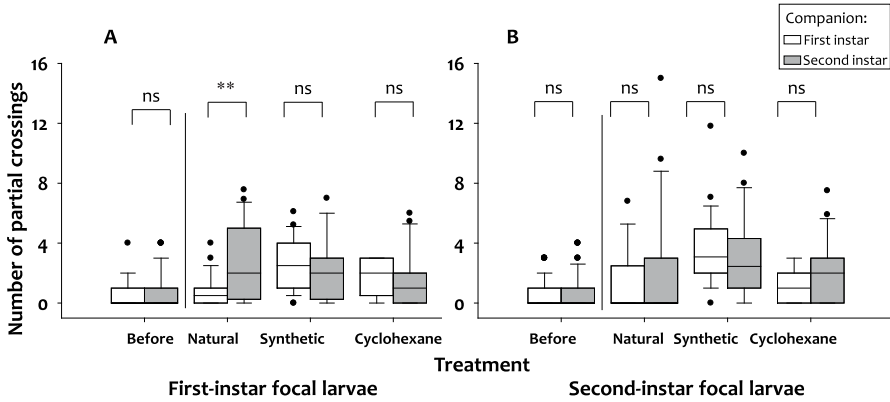 Companion:
First instar
Second instar
A
B
Number of partial crossings
16
12
8
4
0
ns
**
ns
ns
16
12
8
4
0
ns
ns
ns
ns
Before Natural Synthetic Cyclohexane
Before Natural Synthetic Cyclohexane
Treatment
First-instar focal larvae
Second-instar focal larvae